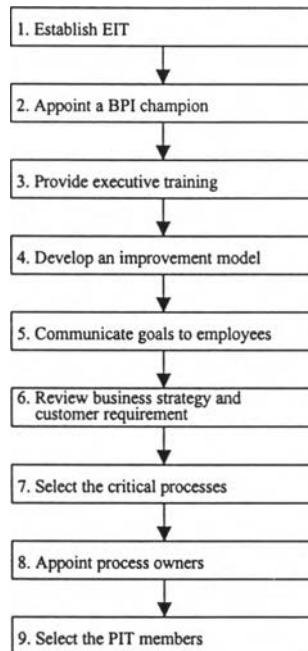 1. Establish EIT
2. Appoint a BPI champion
3. Provide executive training
4. Develop an improvement model
5. Communicate goals to employees
6. Review business strategy and
customer requirement
7. Select the critical processes
8. Appoint process owners
9. Select the PIT members